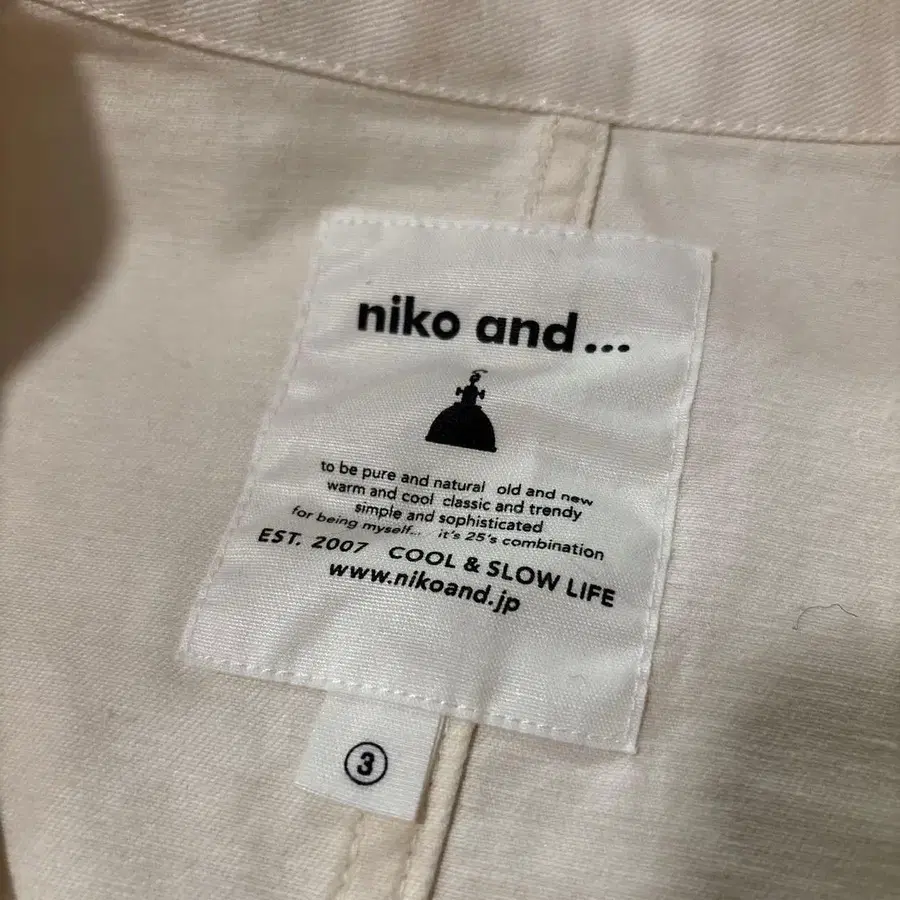 niko and...
to be pure and natural old and new
warm and cool classic and trendy
simple and sophisticated
for being myself... it's 25's combination
EST. 2007 COOL & SLOW LIFE
www.nikoand.jp
3